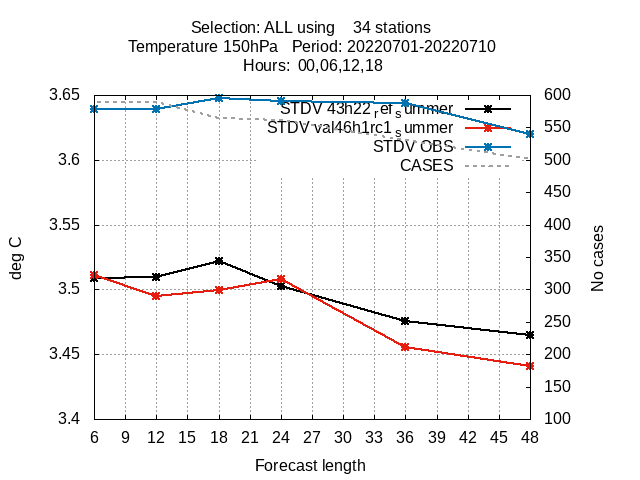 Selection: ALL using 34 stations
Temperature 150hPa Period: 20220701-20220710
Hours: 00,06,12,18
3.65 600
STDV 43h22_ref_summer
550
STDV rd46h1rc1_summer
STDV OBS
3.6 500
CASES
450
3.55 400
350
deg C
No cases
3.5 300
250
3.45 200
150
3.4 100
6 9 12 15 18 21 24 27 30 33 36 39 42 45 48
Forecast length